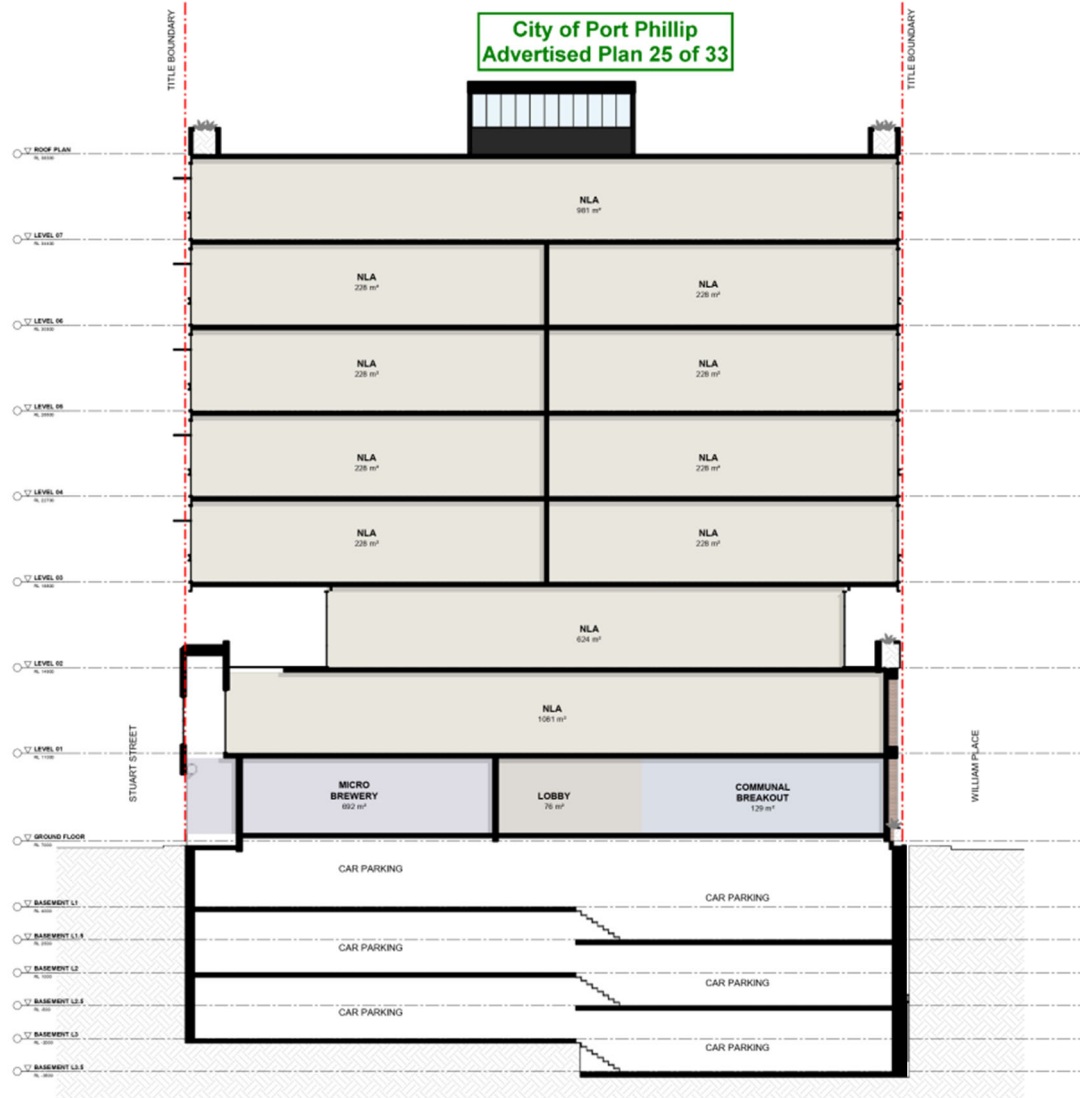 City of Port Phillip
Advertised Plan 25 of 33
TITLE BOUNDARY
TITLE BOUNDARY
ROOF PLAN
NLA
981 m²
LEVEL 07
NLA
228 m²
NLA
228 m²
LEVEL 06
NLA
228 m²
NLA
228 m²
LEVEL 05
NLA
228 m²
NLA
228 m²
LEVEL 04
NLA
228 m²
NLA
228 m²
LEVEL 03
NLA
624 m²
LEVEL 02
NLA
1081 m²
LEVEL 01
STUART STREET
WILLIAM PLACE
MICRO
BREWERY
692 m²
LOBBY
76 m²
COMMUNAL
BREAKOUT
129 m²
GROUND FLOOR
CAR PARKING
CAR PARKING
BASEMENT L1
BASEMENT L1.5
CAR PARKING
BASEMENT L2
CAR PARKING
BASEMENT L2.5
CAR PARKING
BASEMENT L3
CAR PARKING
BASEMENT L3.5